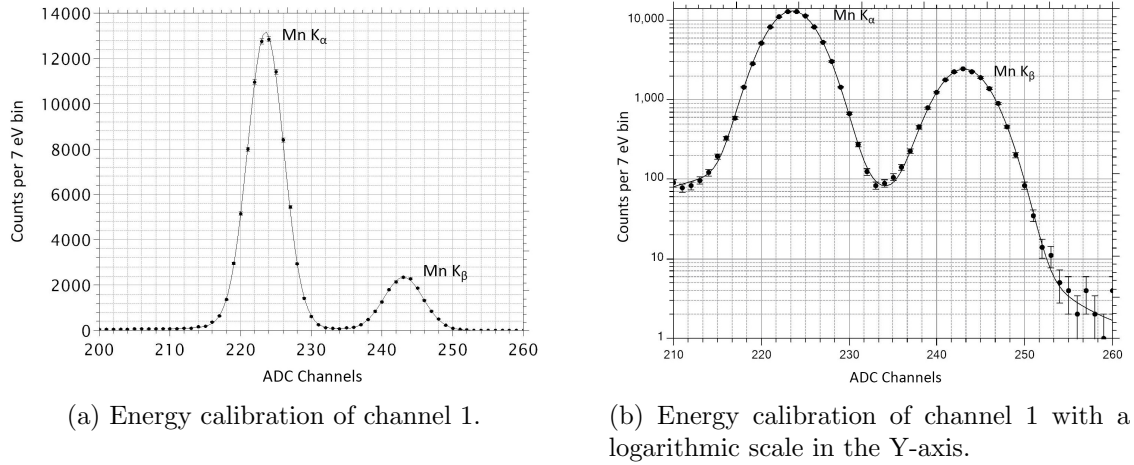 14000
12000
10000
8000
6000
4000
2000
0
200
210
220
230
240
250
260
Counts per 7 eV bin
ADC Channels
Mn Kα
Mn Kβ
(a) Energy calibration of channel 1.
10,000
1,000
100
10
1
210
220
230
240
250
260
Counts per 7 eV bin
ADC Channels
Mn Kα
Mn Kβ
(b) Energy calibration of channel 1 with a
logarithmic scale in the Y-axis.